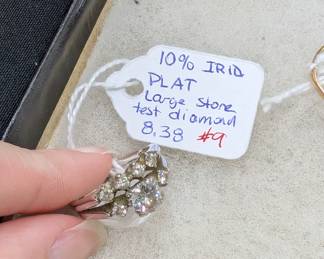 10% IRID
PLAT
Large Stone
test diamond
8.38 #9